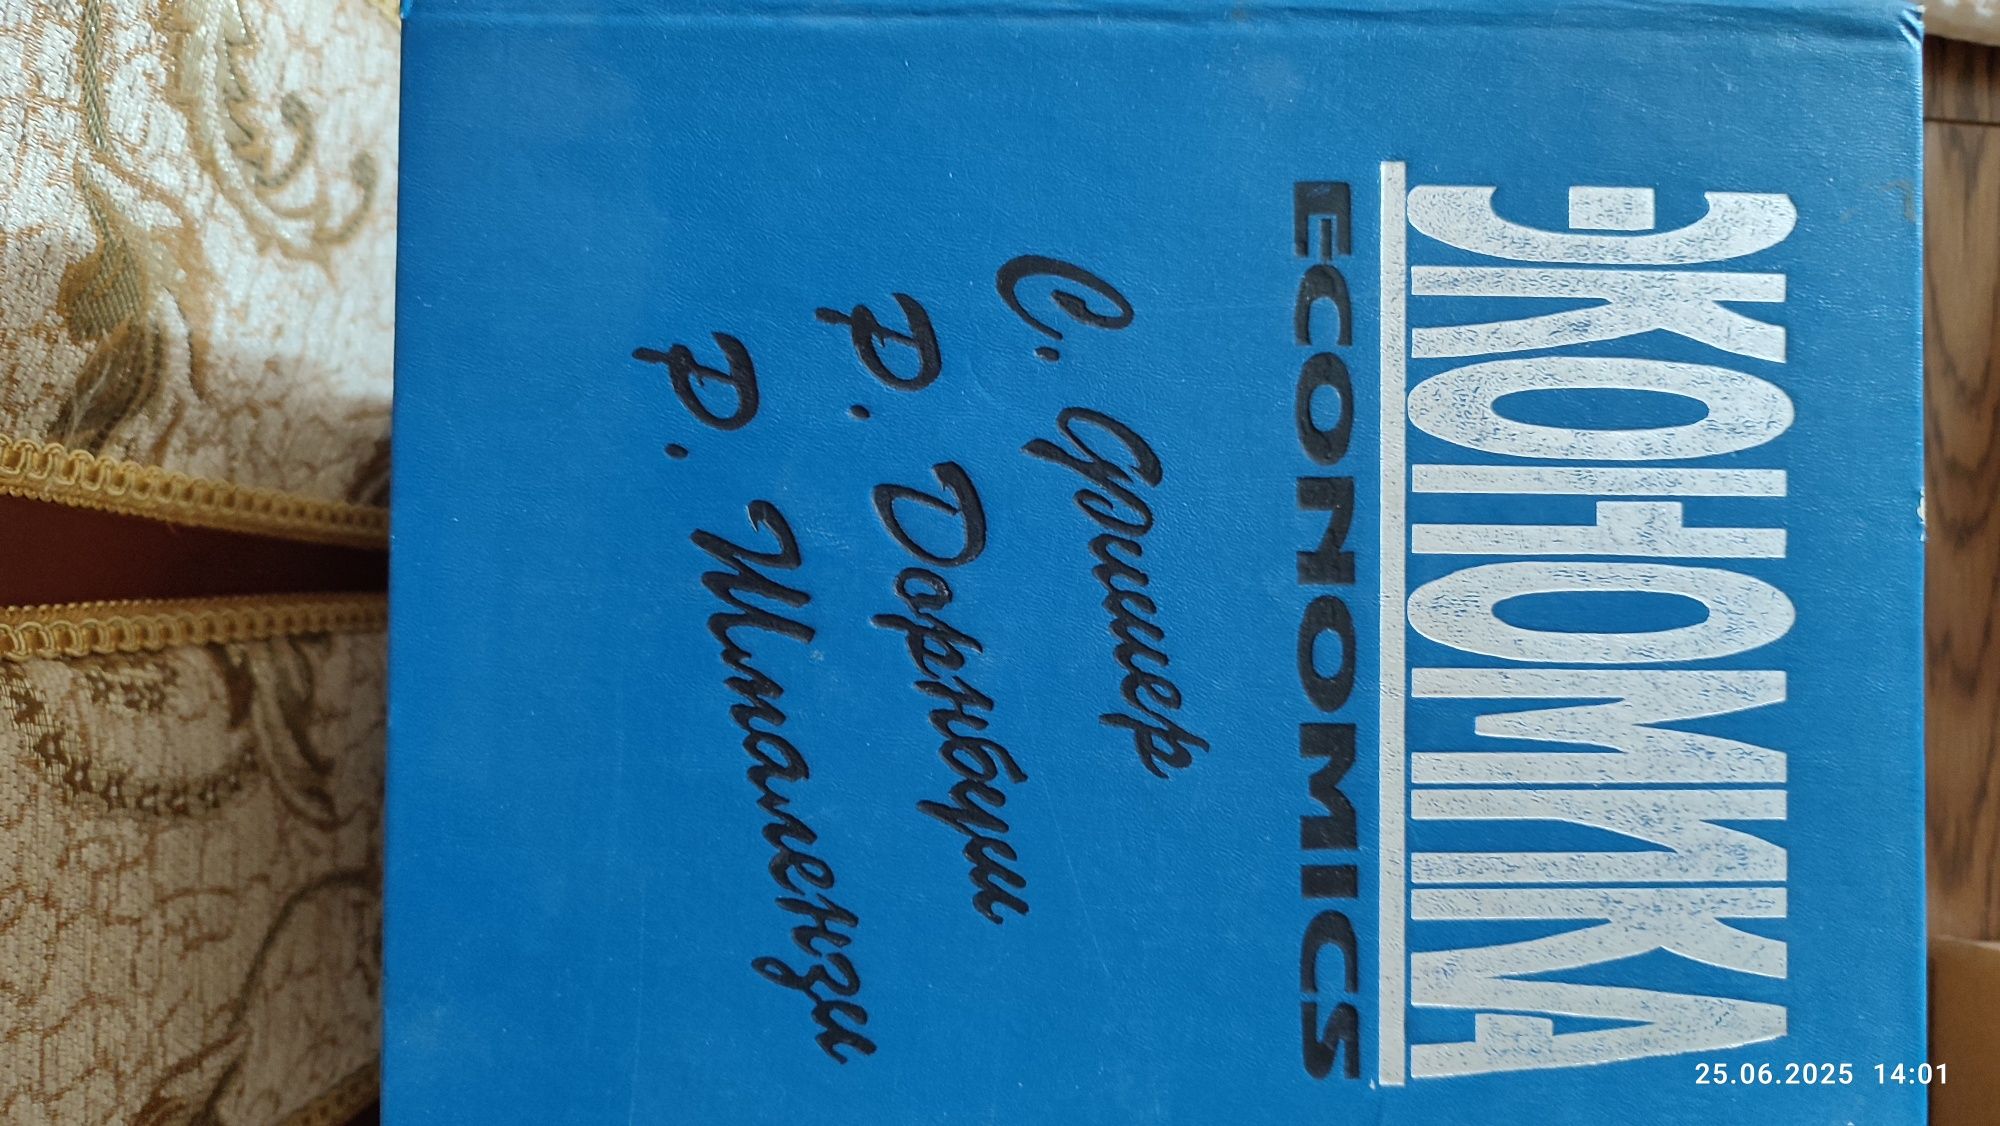 ЭКОНОМИКА
ECONOMICS
С. Фишер
Р. Дорнбуш
Р. Шмалензи
25.06.2025 14:01